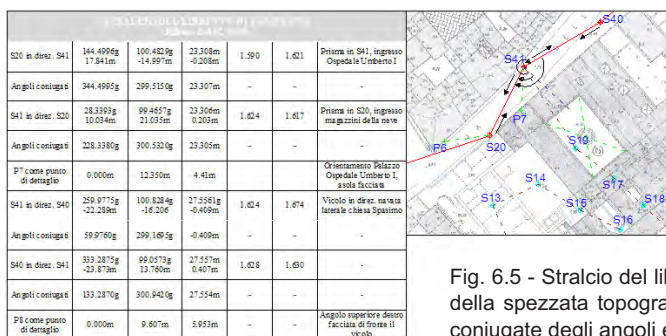 S20 in direz. S41 144.4996g 100.4829g 23.308m 1.590 1.621 Prisma in S41, ingresso
17.841m -14.997m -0.208m Ospedale Umberto I
Angoli coniugati 344.4995g 299.5150g 23.307m - - -
S41 in direz. S20 28.3393g 99.4657g 23.306m 1.624 1.617 Prisma in S20, ingresso
10.034m 21.035m 0.203m magazzini della neve
Angoli coniugati 228.3380g 300.5320g 23.305m - - -
P7 come punto di dettaglio 0.000m 12.350m 4.41m - - Orientamento Palazzo
Ospedale Umberto I,
asola facciata
S41 in direz. S40 259.9775g 100.8284g 27.5561g 1.624 1.674 Vicolo in direz. navata
-22.289m -16.206 -0.409m laterale chiesa Spasimo
Angoli coniugati 59.9760g 299.1695g -0.409m - - -
S40 in direz. S41 333.2875g 99.0573g 27.557m 1.628 1.630 -
-23.873m 13.760m 0.407m
Angoli coniugati 133.2870g 300.9420g 27.554m - - -
P8 come punto di dettaglio 0.000m 9.607m 5.953m - - Angolo superiore destro
facciata di fronte il
vicolo
S40
S41
P7
P6
S20
S19
S14
S17
S13
S15
S18
S16
Fig. 6.5 - Stralcio del li
della spezzata topogra
coniugate degli angoli c